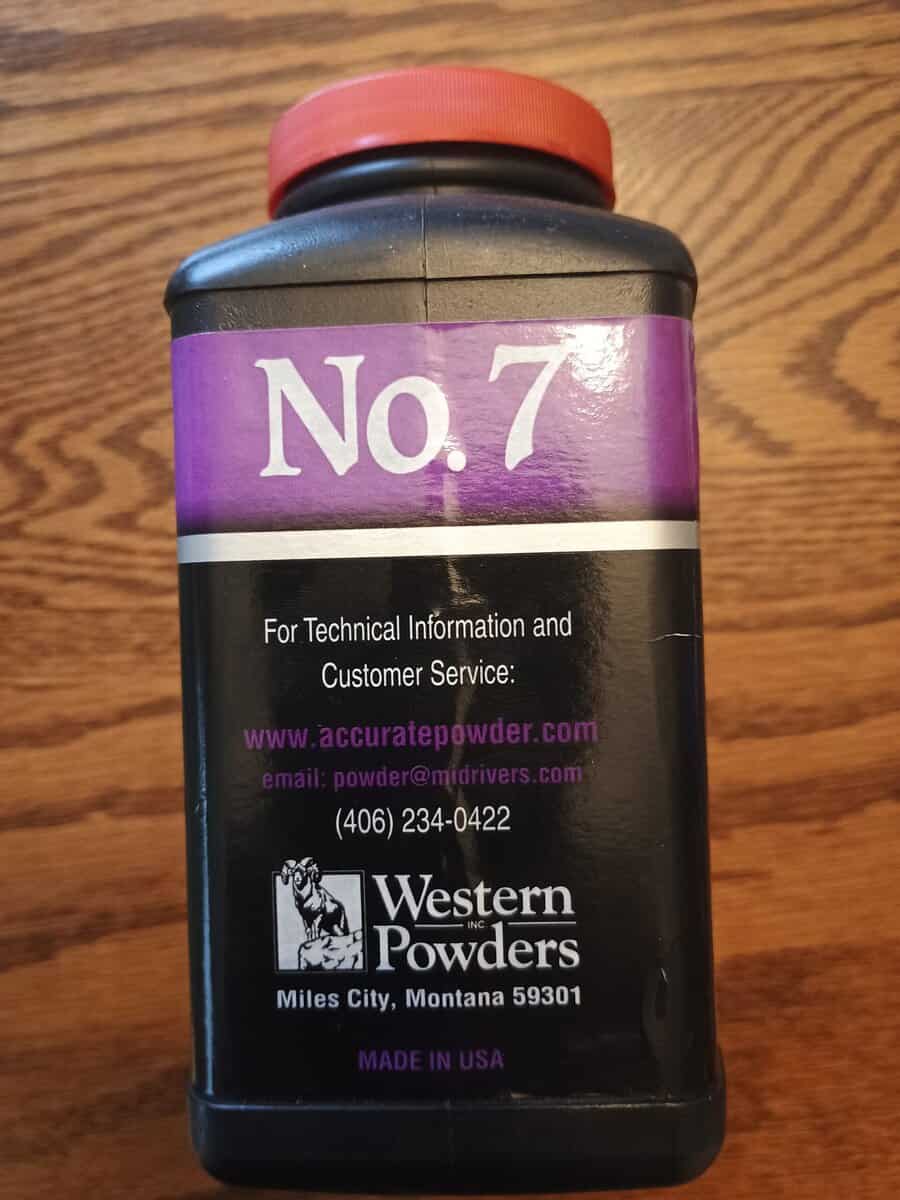 No. 7
For Technical Information and
Customer Service:
www.accuratepowder.com
email: powder@midrivers.com
(406) 234-0422
Western
INC
Powders
Miles City, Montana 59301
MADE IN USA